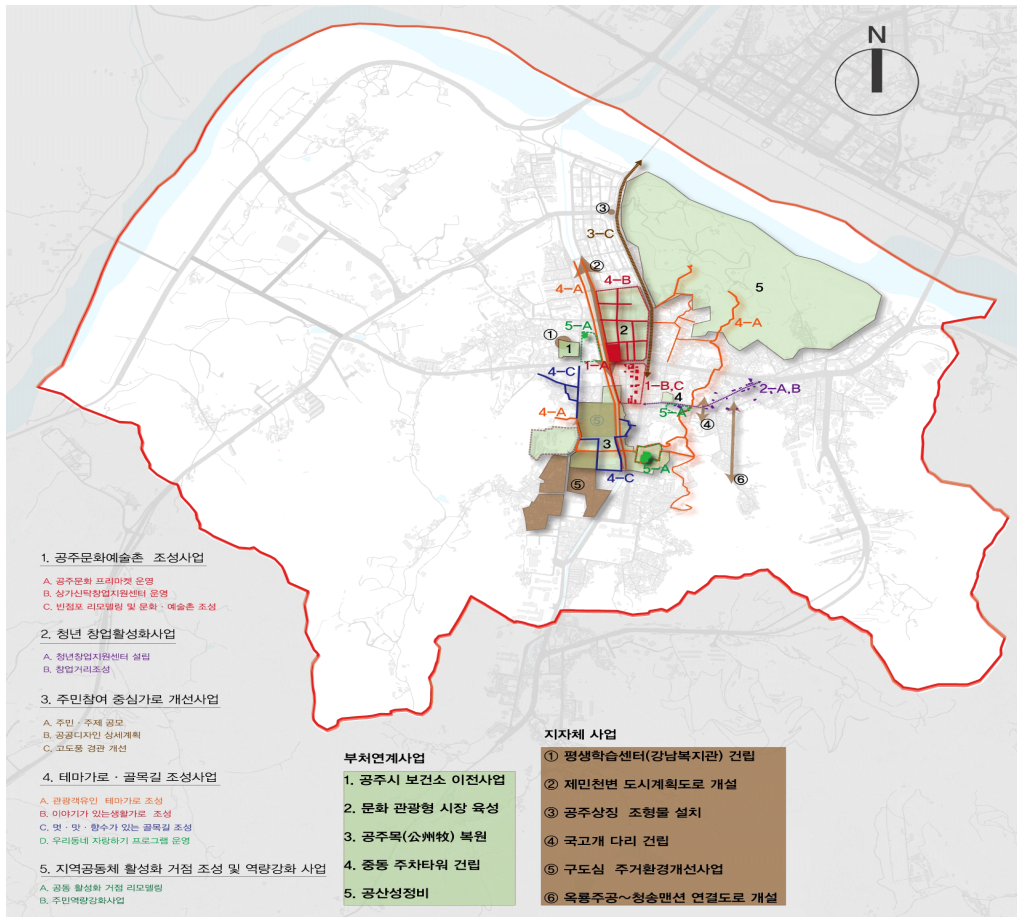 N
③
3-C
②
4-A
4-B
5
5-A
2
4-A
①
1
1-A
4-C
1-B,C
2-A,B
4
5-A
4-A
⑤
④
3
5-A
4-C
⑤
⑥
1. 공주문화예술촌 조성사업
A. 공주문화 프리마켓 운영
B. 상가신탁창업지원센터 운영
C. 빈점포 리모델링 및 문화·예술촌 조성
2. 청년 창업활성화사업
A. 청년창업지원센터 설립
B. 창업거리조성
3. 주민참여 중심가로 개선사업
A. 주민·주제 공모
B. 공공디자인 상세계획
C. 고도풍 경관 개선
4. 테마가로·골목길 조성사업
A. 관광객유인 테마가로 조성
B. 이야기가 있는생활가로 조성
C. 멋·맛·향수가 있는 골목길 조성
D. 우리동네 자랑하기 프로그램 운영
5. 지역공동체 활성화 거점 조성 및 역량강화 사업
A. 공동 활성화 거점 리모델링
B. 주민역량강화사업
부처연계사업
1. 공주시 보건소 이전사업
2. 문화 관광형 시장 육성
3. 공주목(公州牧) 복원
4. 중동 주차타워 건립
5. 공산성정비
지자체 사업
① 평생학습센터(강남복지관) 건립
② 제민천변 도시계획도로 개설
③ 공주상징 조형물 설치
④ 국고개 다리 건립
⑤ 구도심 주거환경개선사업
⑥ 옥룡주공~청송맨션 연결도로 개설